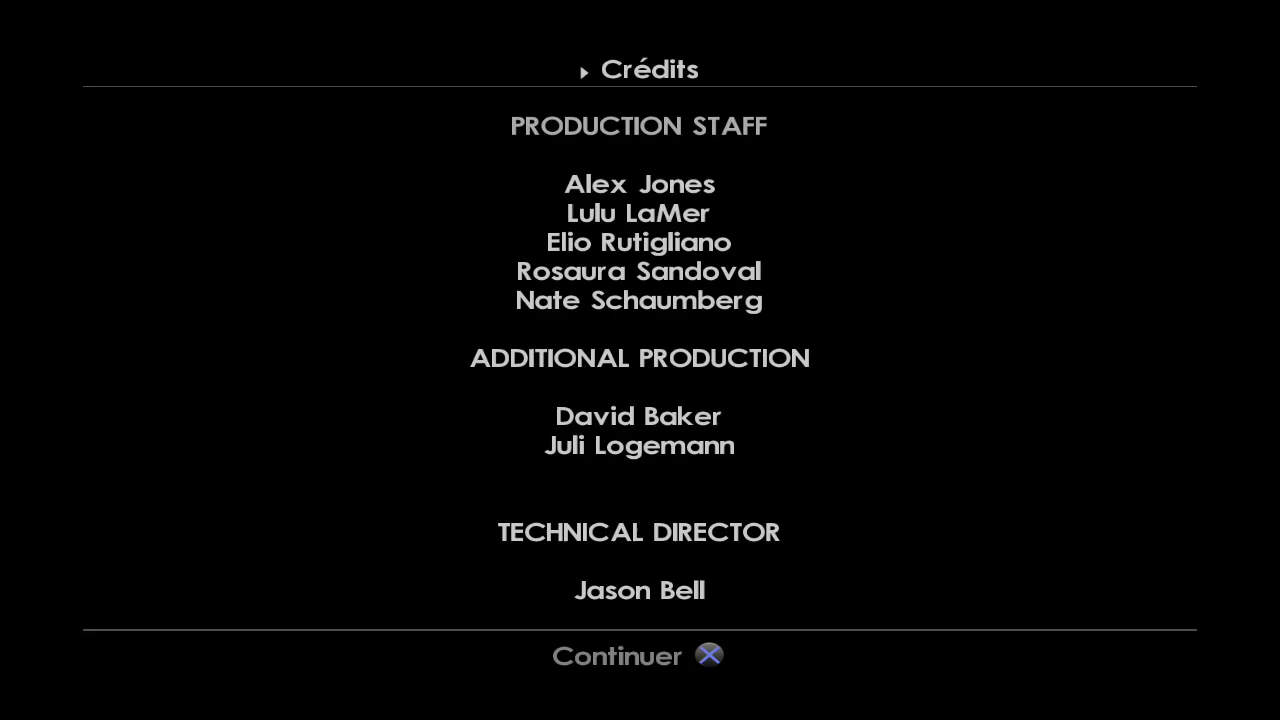 Crédits
PRODUCTION STAFF
Alex Jones
Lulu LaMer
Elio Rutigliano
Rosaura Sandoval
Nate Schaumberg
ADDITIONAL PRODUCTION
David Baker
Juli Logemann
TECHNICAL DIRECTOR
Jason Bell
Continuer